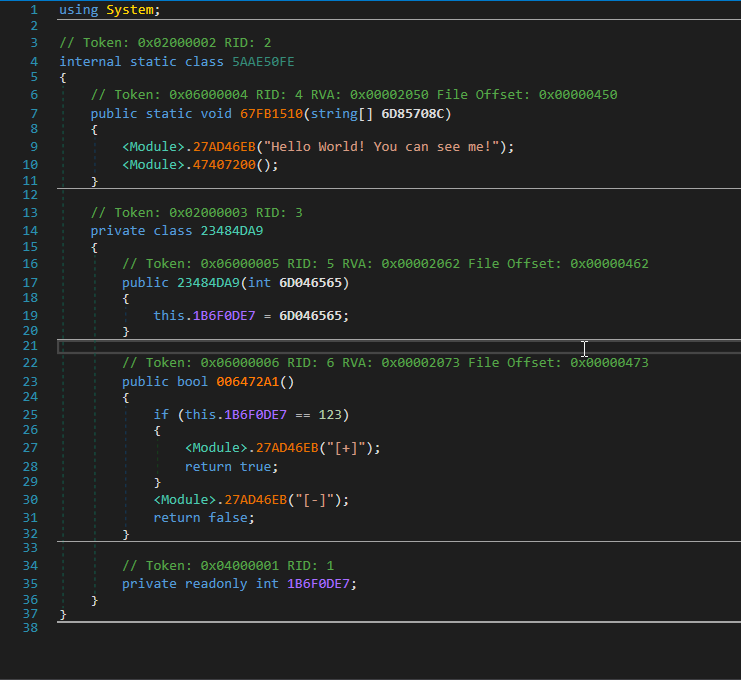 1 using System;
2
3 // Token: 0x02000002 RID: 2
4 internal static class 5AAE50FE
5 {
6 // Token: 0x06000004 RID: 4 RVA: 0x00002050 File Offset: 0x00000450
7 public static void 67FB1510(string[] 6D85708C)
8 {
9 <Module>.27AD46EB("Hello World! You can see me!");
10 <Module>.47407200();
11 }
12
13 // Token: 0x02000003 RID: 3
14 private class 23484DA9
15 {
16 // Token: 0x06000005 RID: 5 RVA: 0x00002062 File Offset: 0x00000462
17 public 23484DA9(int 6D046565)
18 {
19 this.1B6F0DE7 = 6D046565;
20 }
21
22 // Token: 0x06000006 RID: 6 RVA: 0x00002073 File Offset: 0x00000473
23 public bool 006472A1()
24 {
25 if (this.1B6F0DE7 == 123)
26 {
27 <Module>.27AD46EB("[+]");
28 return true;
29 }
30 <Module>.27AD46EB("[-]");
31 return false;
32 }
33
34 // Token: 0x04000001 RID: 1
35 private readonly int 1B6F0DE7;
36 }
37 }
38